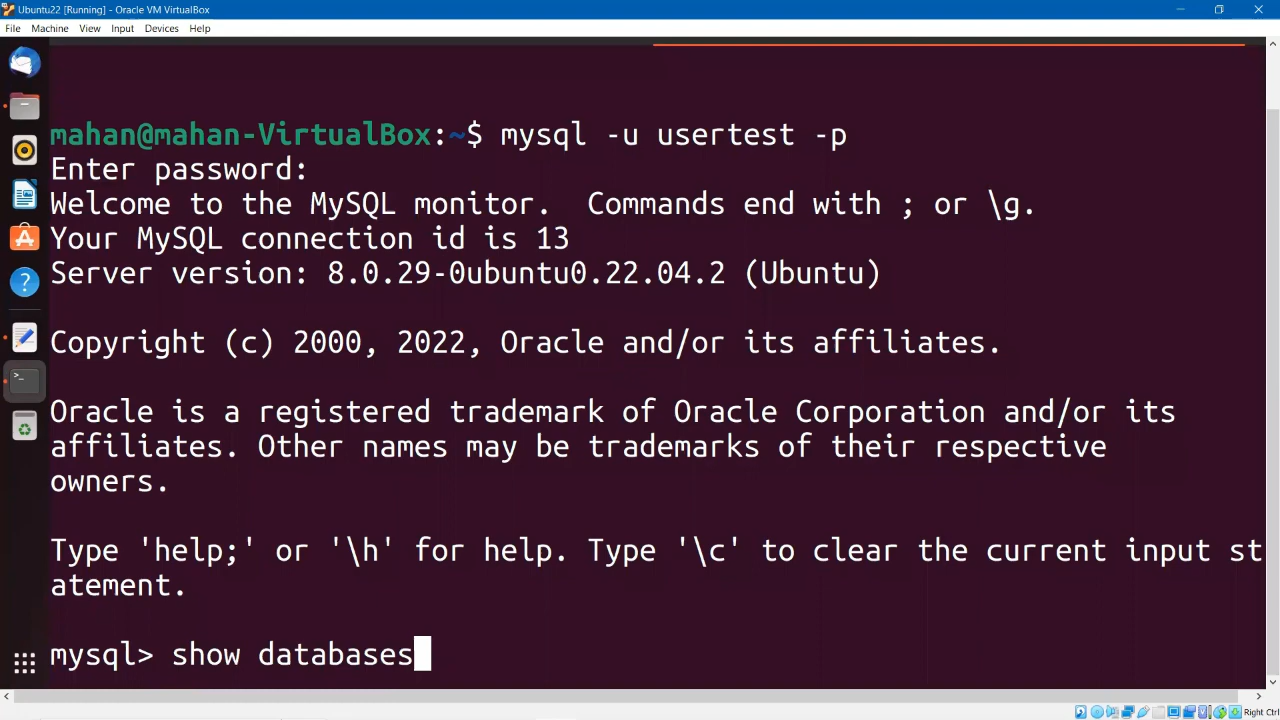 Ubuntu22 [Running] - Oracle VM VirtualBox
File Machine View Input Devices Help
mahan@mahan-VirtualBox:~$ mysql -u usertest -p
Enter password:
Welcome to the MySQL monitor.  Commands end with ; or \g.
Your MySQL connection id is 13
Server version: 8.0.29-0ubuntu0.22.04.2 (Ubuntu)
Copyright (c) 2000, 2022, Oracle and/or its affiliates.
Oracle is a registered trademark of Oracle Corporation and/or its
affiliates. Other names may be trademarks of their respective
owners.
Type 'help;' or '\h' for help. Type '\c' to clear the current input st
atement.
mysql> show databases
Right Ctrl